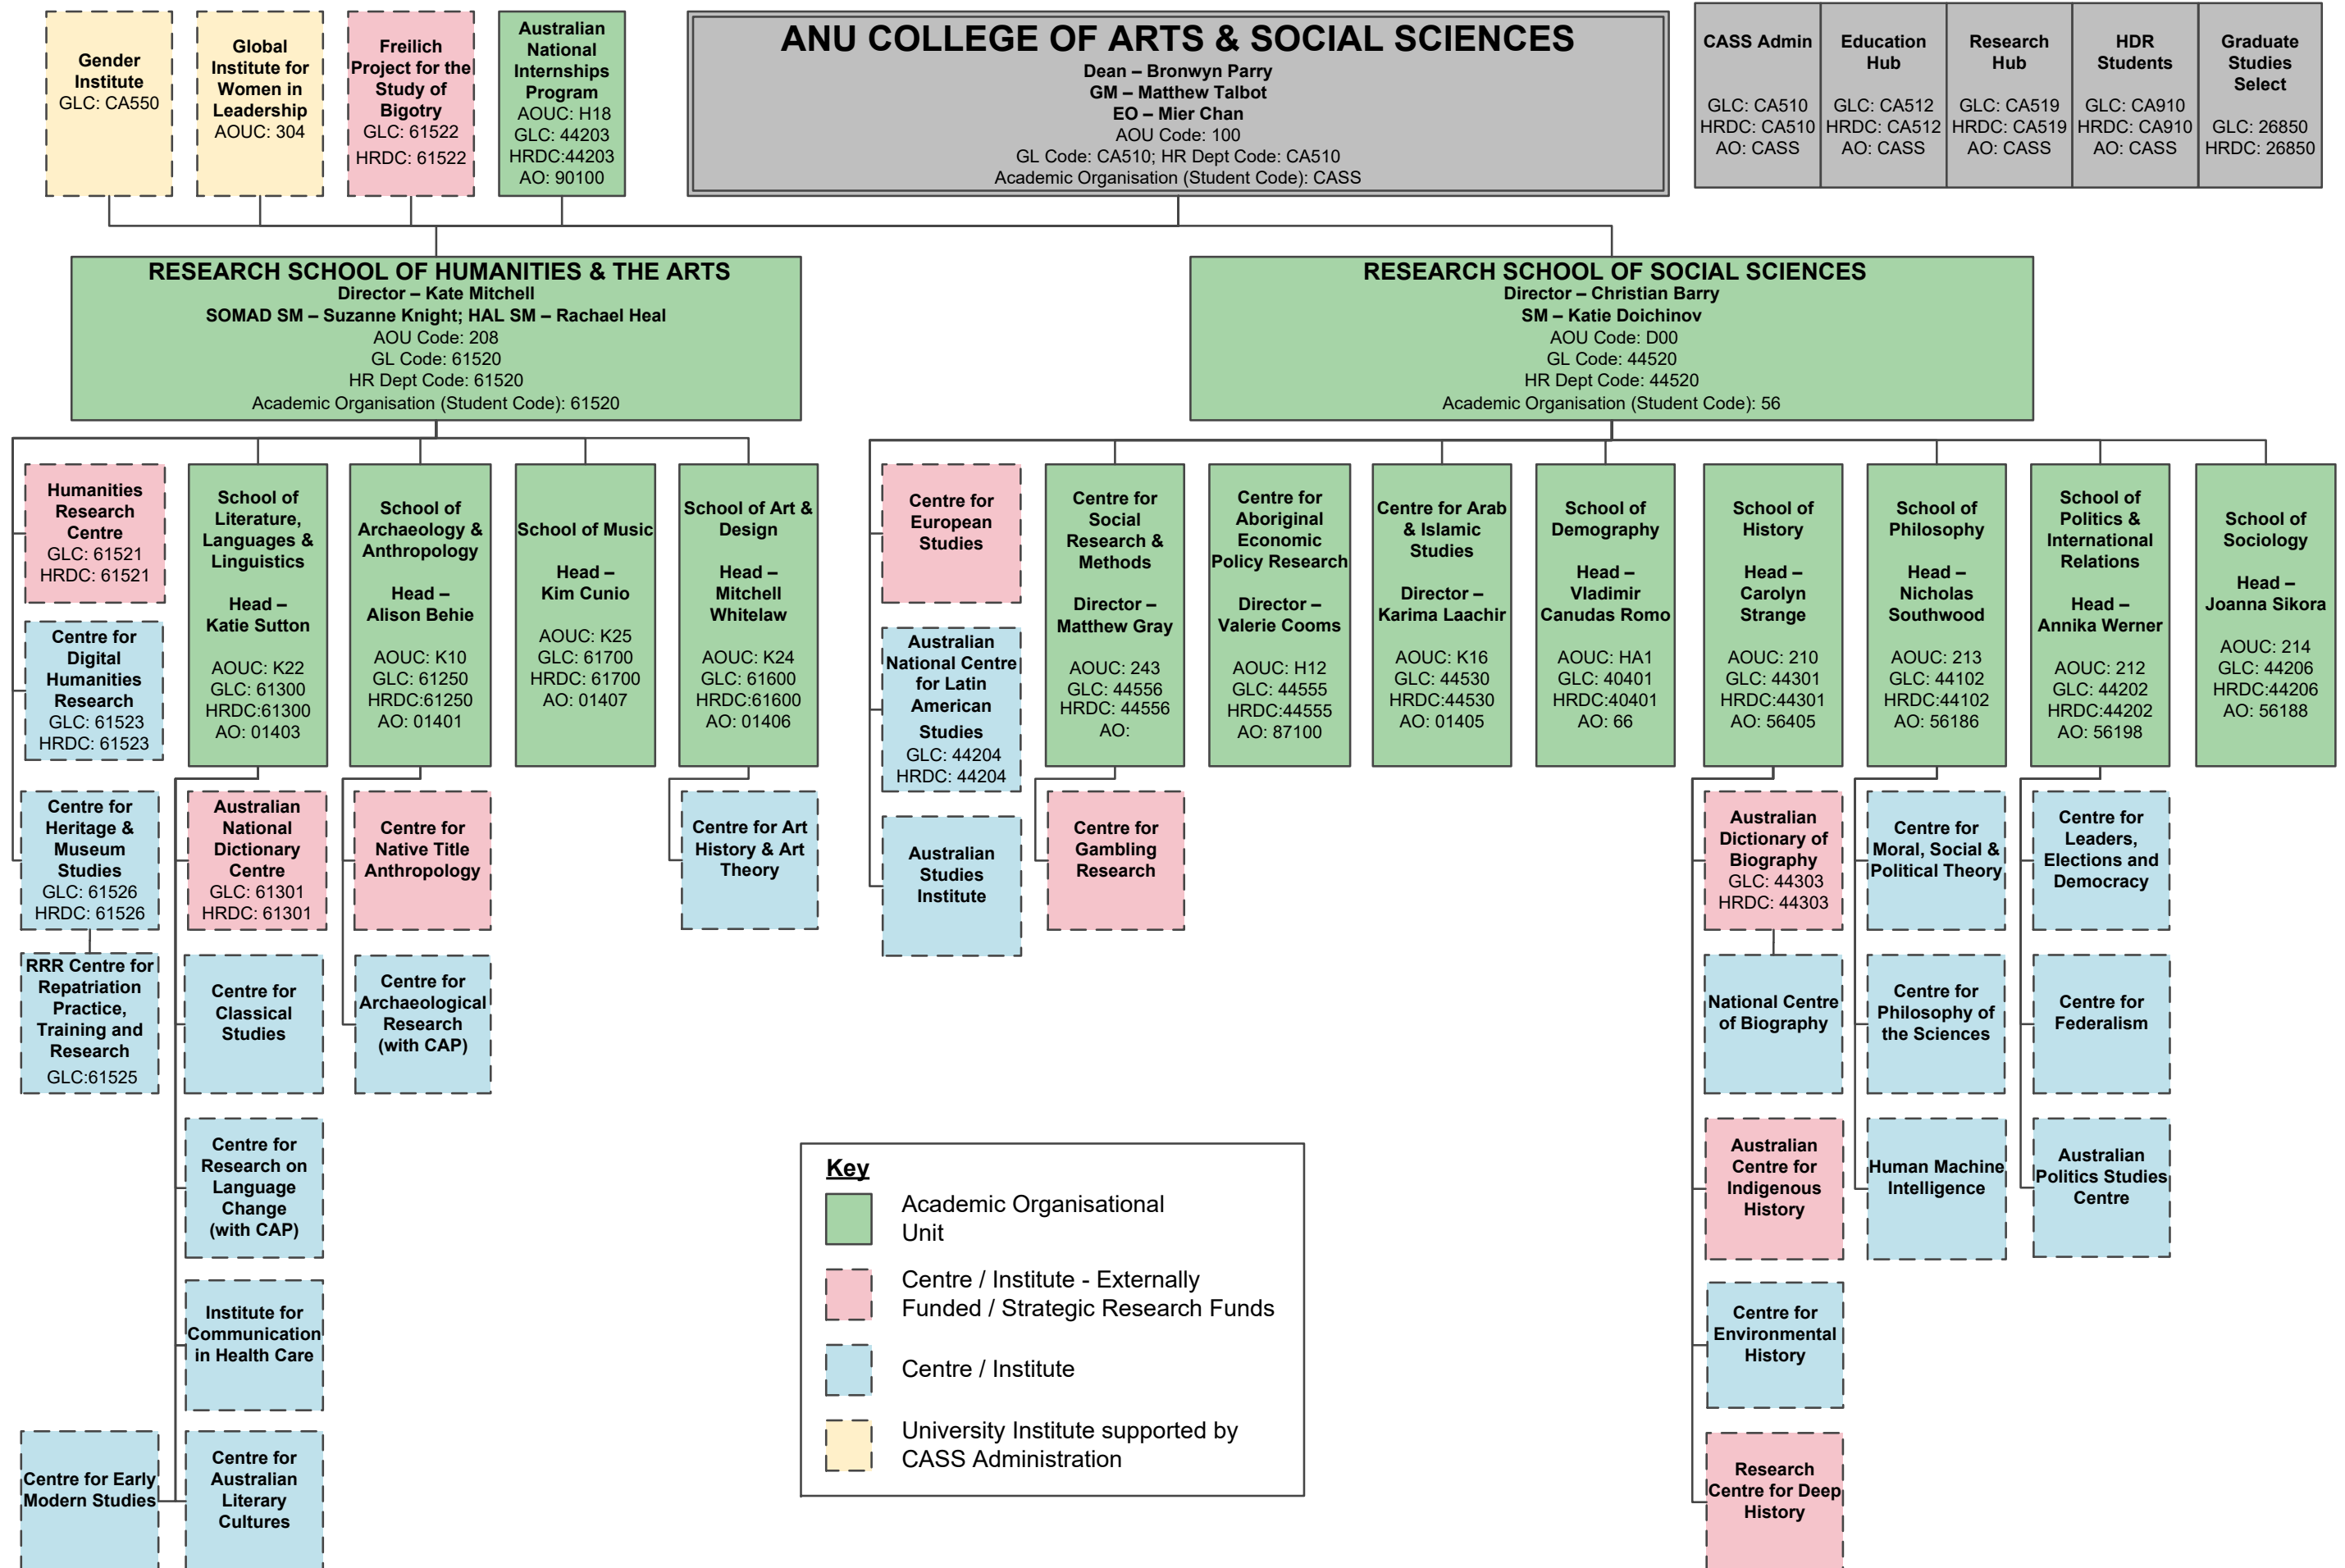 Gender
Institute
GLC: CA550
Global
Institute for
Women in
Leadership
AOUC: 304
Freilich
Project for the
Study of
Bigotry
GLC: 61522
HRDC: 61522
Australian
National
Internships
Program
AOUC: H18
GLC: 44203
HRDC:44203
AO: 90100
ANU COLLEGE OF ARTS & SOCIAL SCIENCES
Dean – Bronwyn Parry
GM – Matthew Talbot
EO – Mier Chan
AOU Code: 100
GL Code: CA510; HR Dept Code: CA510
Academic Organisation (Student Code): CASS
CASS Admin
GLC: CA510
HRDC: CA510
AO: CASS
Education
Hub
GLC: CA512
HRDC: CA512
AO: CASS
Research
Hub
GLC: CA519
HRDC: CA519
AO: CASS
HDR
Students
GLC: CA910
HRDC: CA910
AO: CASS
Graduate
Studies
Select
GLC: 26850
HRDC: 26850
RESEARCH SCHOOL OF HUMANITIES & THE ARTS
Director – Kate Mitchell
SOMAD SM – Suzanne Knight; HAL SM – Rachael Heal
AOU Code: 208
GL Code: 61520
HR Dept Code: 61520
Academic Organisation (Student Code): 61520
RESEARCH SCHOOL OF SOCIAL SCIENCES
Director – Christian Barry
SM – Katie Doichinov
AOU Code: D00
GL Code: 44520
HR Dept Code: 44520
Academic Organisation (Student Code): 56
Humanities
Research
Centre
GLC: 61521
HRDC: 61521
School of
Literature,
Languages &
Linguistics
Head –
Katie Sutton
AOUC: K22
GLC: 61300
HRDC:61300
AO: 01403
School of
Archaeology &
Anthropology
Head –
Alison Behie
AOUC: K10
GLC: 61250
HRDC:61250
AO: 01401
School of Music
Head –
Kim Cunio
AOUC: K25
GLC: 61700
HRDC: 61700
AO: 01407
School of Art &
Design
Head –
Mitchell
Whitelaw
AOUC: K24
GLC: 61600
HRDC:61600
AO: 01406
Centre for
European
Studies
Centre for
Social
Research &
Methods
Director –
Matthew Gray
AOUC: 243
GLC: 44556
HRDC: 44556
AO:
Centre for
Aboriginal
Economic
Policy Research
Director –
Valerie Cooms
AOUC: H12
GLC: 44555
HRDC:44555
AO: 87100
Centre for Arab
& Islamic
Studies
Director –
Karima Laachir
AOUC: K16
GLC: 44530
HRDC:44530
AO: 01405
School of
Demography
Head –
Vladimir
Canudas Romo
AOUC: HA1
GLC: 40401
HRDC:40401
AO: 66
School of
History
Head –
Carolyn
Strange
AOUC: 210
GLC: 44301
HRDC:44301
AO: 56405
School of
Philosophy
Head –
Nicholas
Southwood
AOUC: 213
GLC: 44102
HRDC:44102
AO: 56186
School of
Politics &
International
Relations
Head –
Annika Werner
AOUC: 212
GLC: 44202
HRDC:44202
AO: 56198
School of
Sociology
Head –
Joanna Sikora
AOUC: 214
GLC: 44206
HRDC:44206
AO: 56188
Centre for
Digital
Humanities
Research
GLC: 61523
HRDC: 61523
Australian
National Centre
for Latin
American
Studies
GLC: 44204
HRDC: 44204
Centre for
Heritage &
Museum
Studies
GLC: 61526
HRDC: 61526
Australian
National
Dictionary
Centre
GLC: 61301
HRDC: 61301
Centre for
Native Title
Anthropology
Centre for Art
History & Art
Theory
Australian
Studies
Institute
Centre for
Gambling
Research
Australian
Dictionary of
Biography
GLC: 44303
HRDC: 44303
Centre for
Moral, Social &
Political Theory
Centre for
Leaders,
Elections and
Democracy
RRR Centre for
Repatriation
Practice,
Training and
Research
GLC:61525
Centre for
Classical
Studies
Centre for
Archaeological
Research
(with CAP)
National Centre
of Biography
Centre for
Philosophy of
the Sciences
Centre for
Federalism
Centre for
Research on
Language
Change
(with CAP)
Australian
Centre for
Indigenous
History
Human Machine
Intelligence
Australian
Politics Studies
Centre
Institute for
Communication
in Health Care
Centre for
Environmental
History
Centre for Early
Modern Studies
Centre for
Australian
Literary
Cultures
Research
Centre for Deep
History
Key
Academic Organisational
Unit
Centre / Institute - Externally
Funded / Strategic Research Funds
Centre / Institute
University Institute supported by
CASS Administration